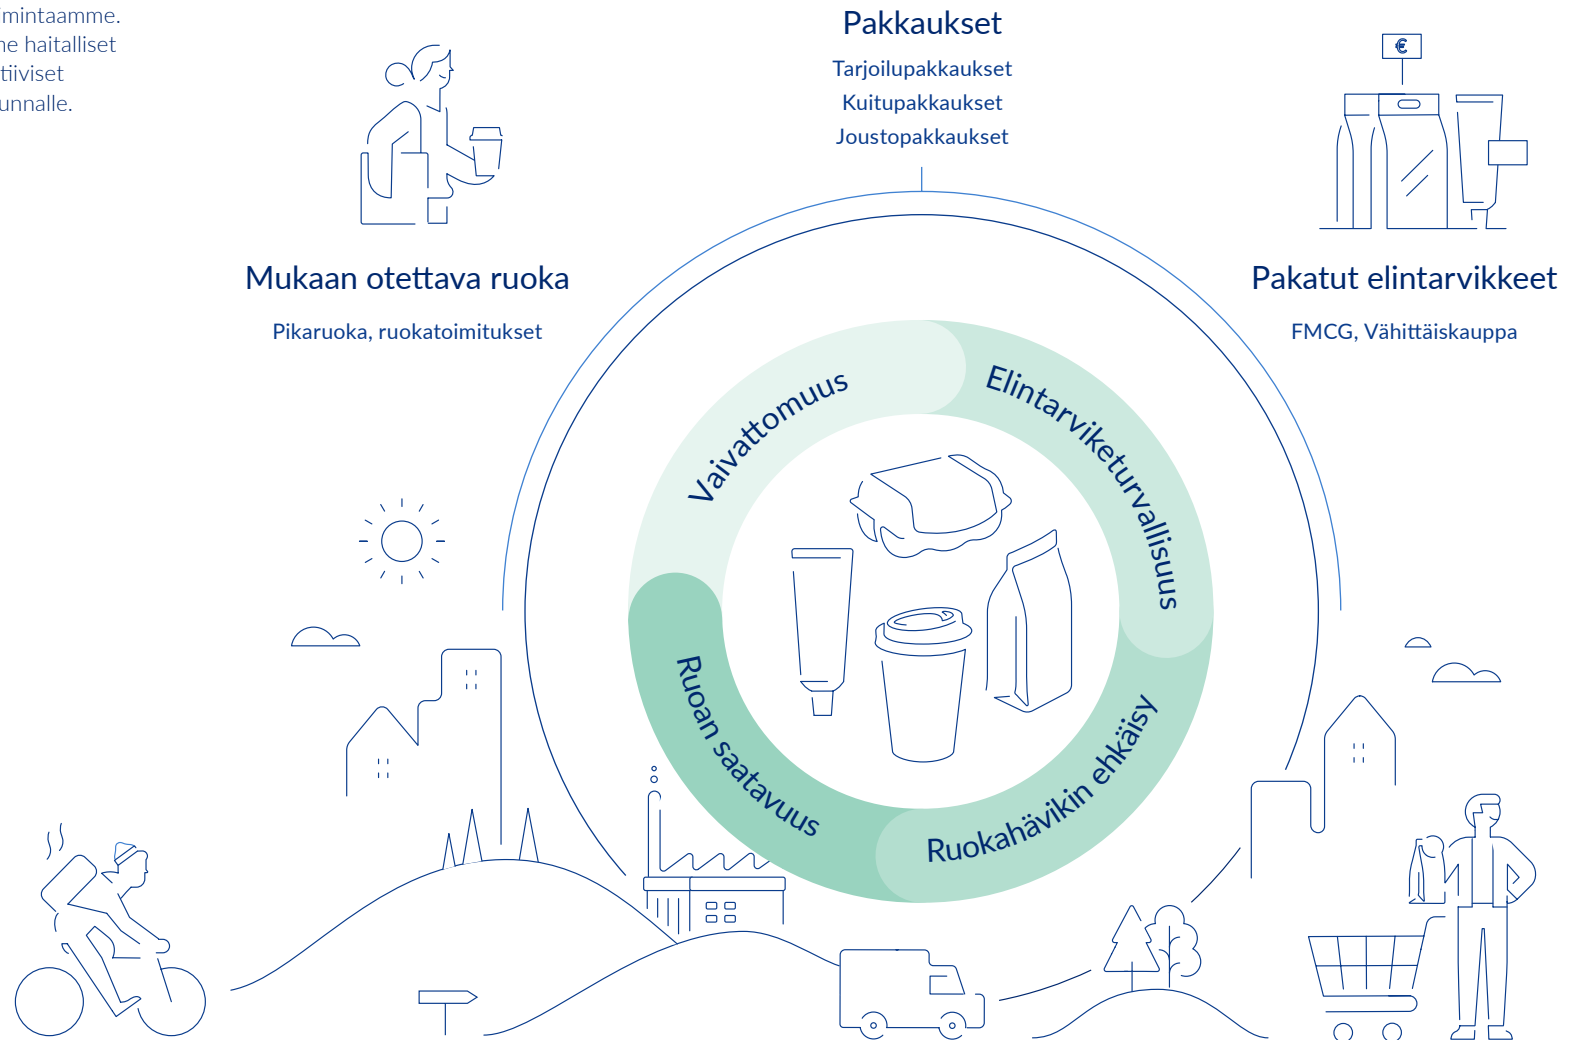 mintaamme.
ne haitalliset
tiiviset
unnalle.
Pakkaukset
Tarjoilupakkaukset
Kuitupakkaukset
Joustopakkaukset
€
Mukaan otettava ruoka
Pikaruoka, ruokatoimitukset
Pakatut elintarvikkeet
FMCG, Vähittäiskauppa
Vaivattomuus
Elintarviketurvallisuus
Ruoan saatavuus
Ruokahävikin ehkäisy